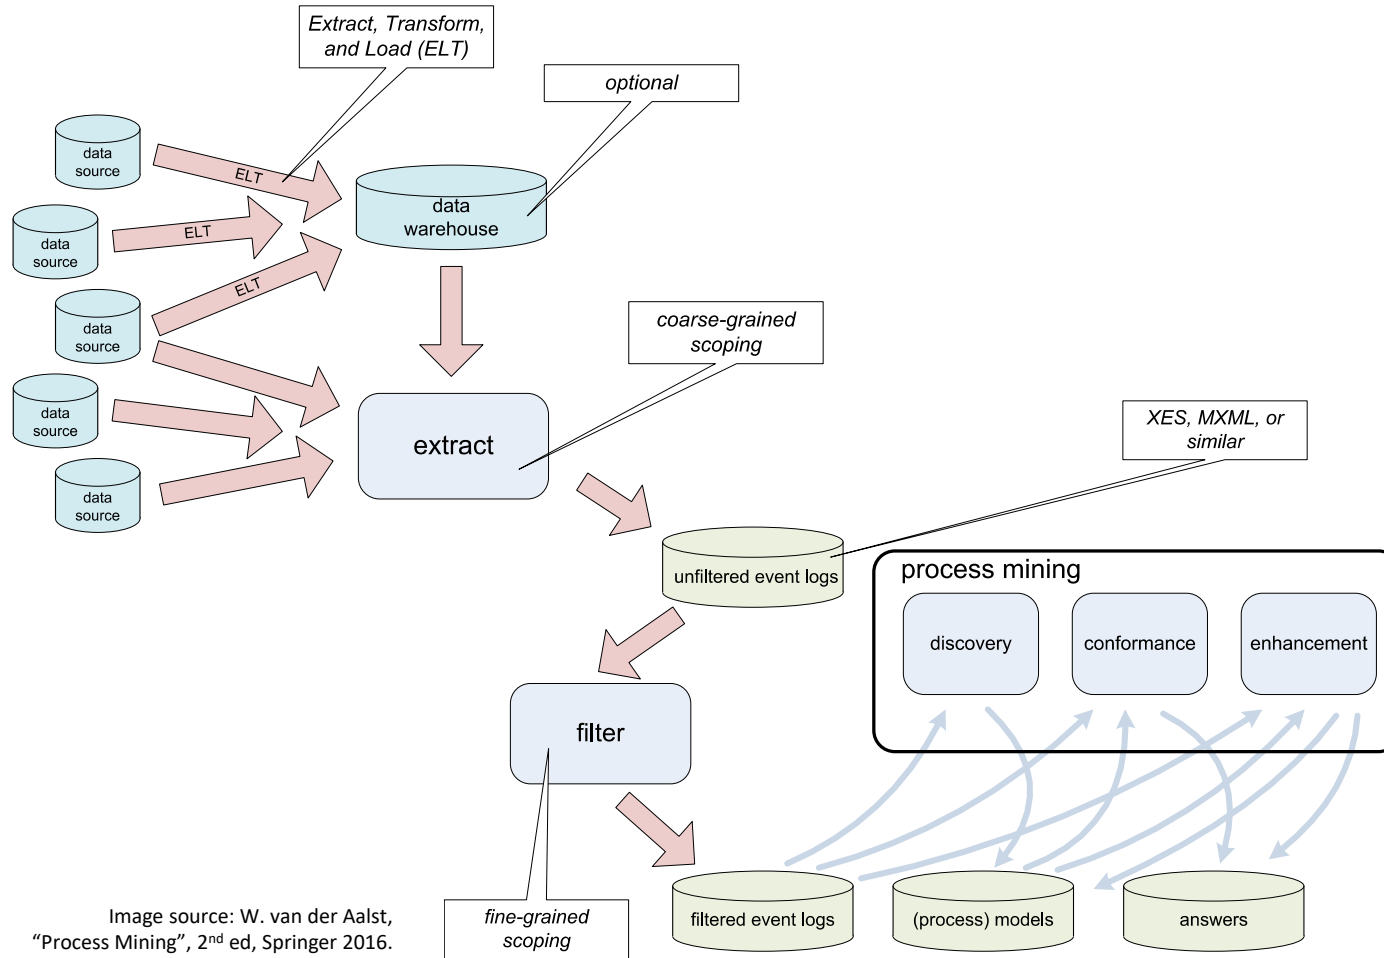 Extract, Transform,
and Load (ELT)
optional
data
source
ELT
data
warehouse
data
source
ELT
data
source
ELT
coarse-grained
scoping
data
source
extract
XES, MXML, or
similar
data
source
unfiltered event logs
process mining
discovery
conformance
enhancement
filter
filtered event logs
(process) models
answers
fine-grained
scoping
Image source: W. van der Aalst,
“Process Mining”, 2nd ed, Springer 2016.